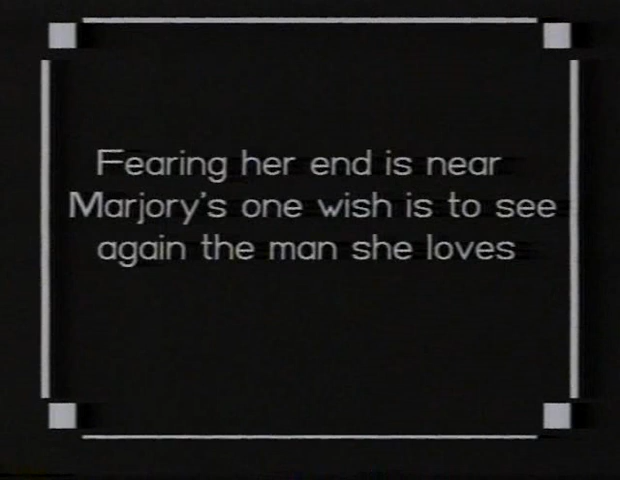 Fearing her end is near
Marjory's one wish is to see
again the man she loves